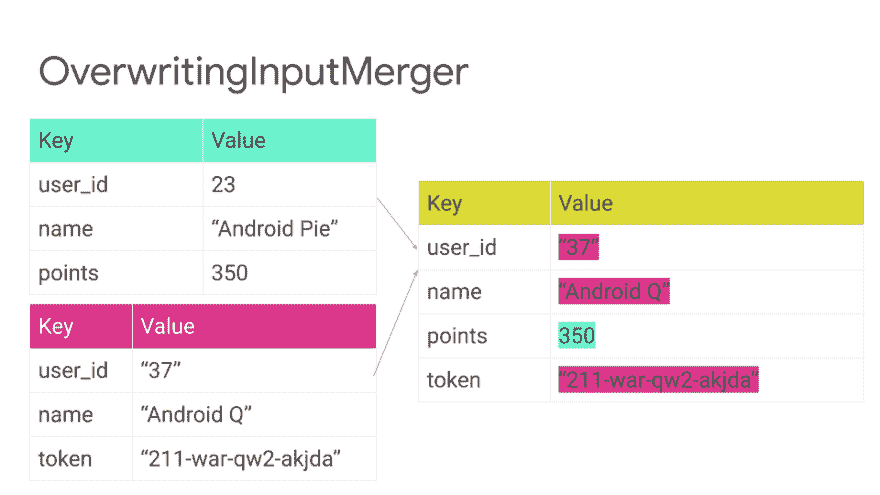 OverwritingInputMerger
Key Value
user_id 23
name “Android Pie”
points 350
Key Value
user_id “37”
name “Android Q”
token “211-war-qw2-akjda”
Key Value
user_id “37”
name “Android Q”
points 350
token “211-war-qw2-akjda”